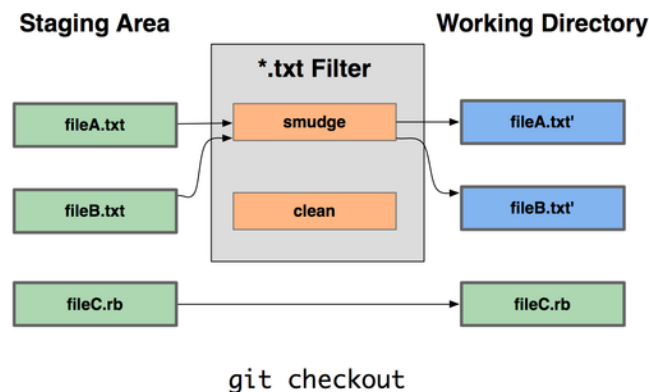 Staging Area
Working Directory
*.txt Filter
fileA.txt
smudge
fileA.txt'
fileB.txt
clean
fileB.txt'
fileC.rb
fileC.rb
git checkout